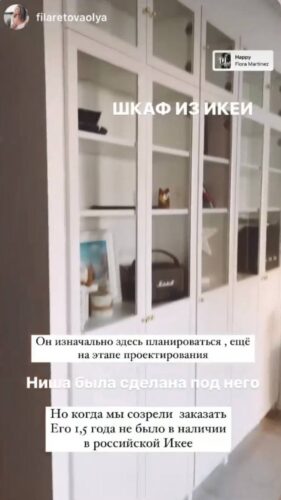 filaretovaolya
Happy
Flora Martínez
ШКАФ ИЗ ИКЕИ
Он изначально здесь планироваться , ещё
на этапе проектирования
Ниша была сделана под него
Но когда мы созрели заказать
Его 1,5 года не было в наличии
в российской Икее